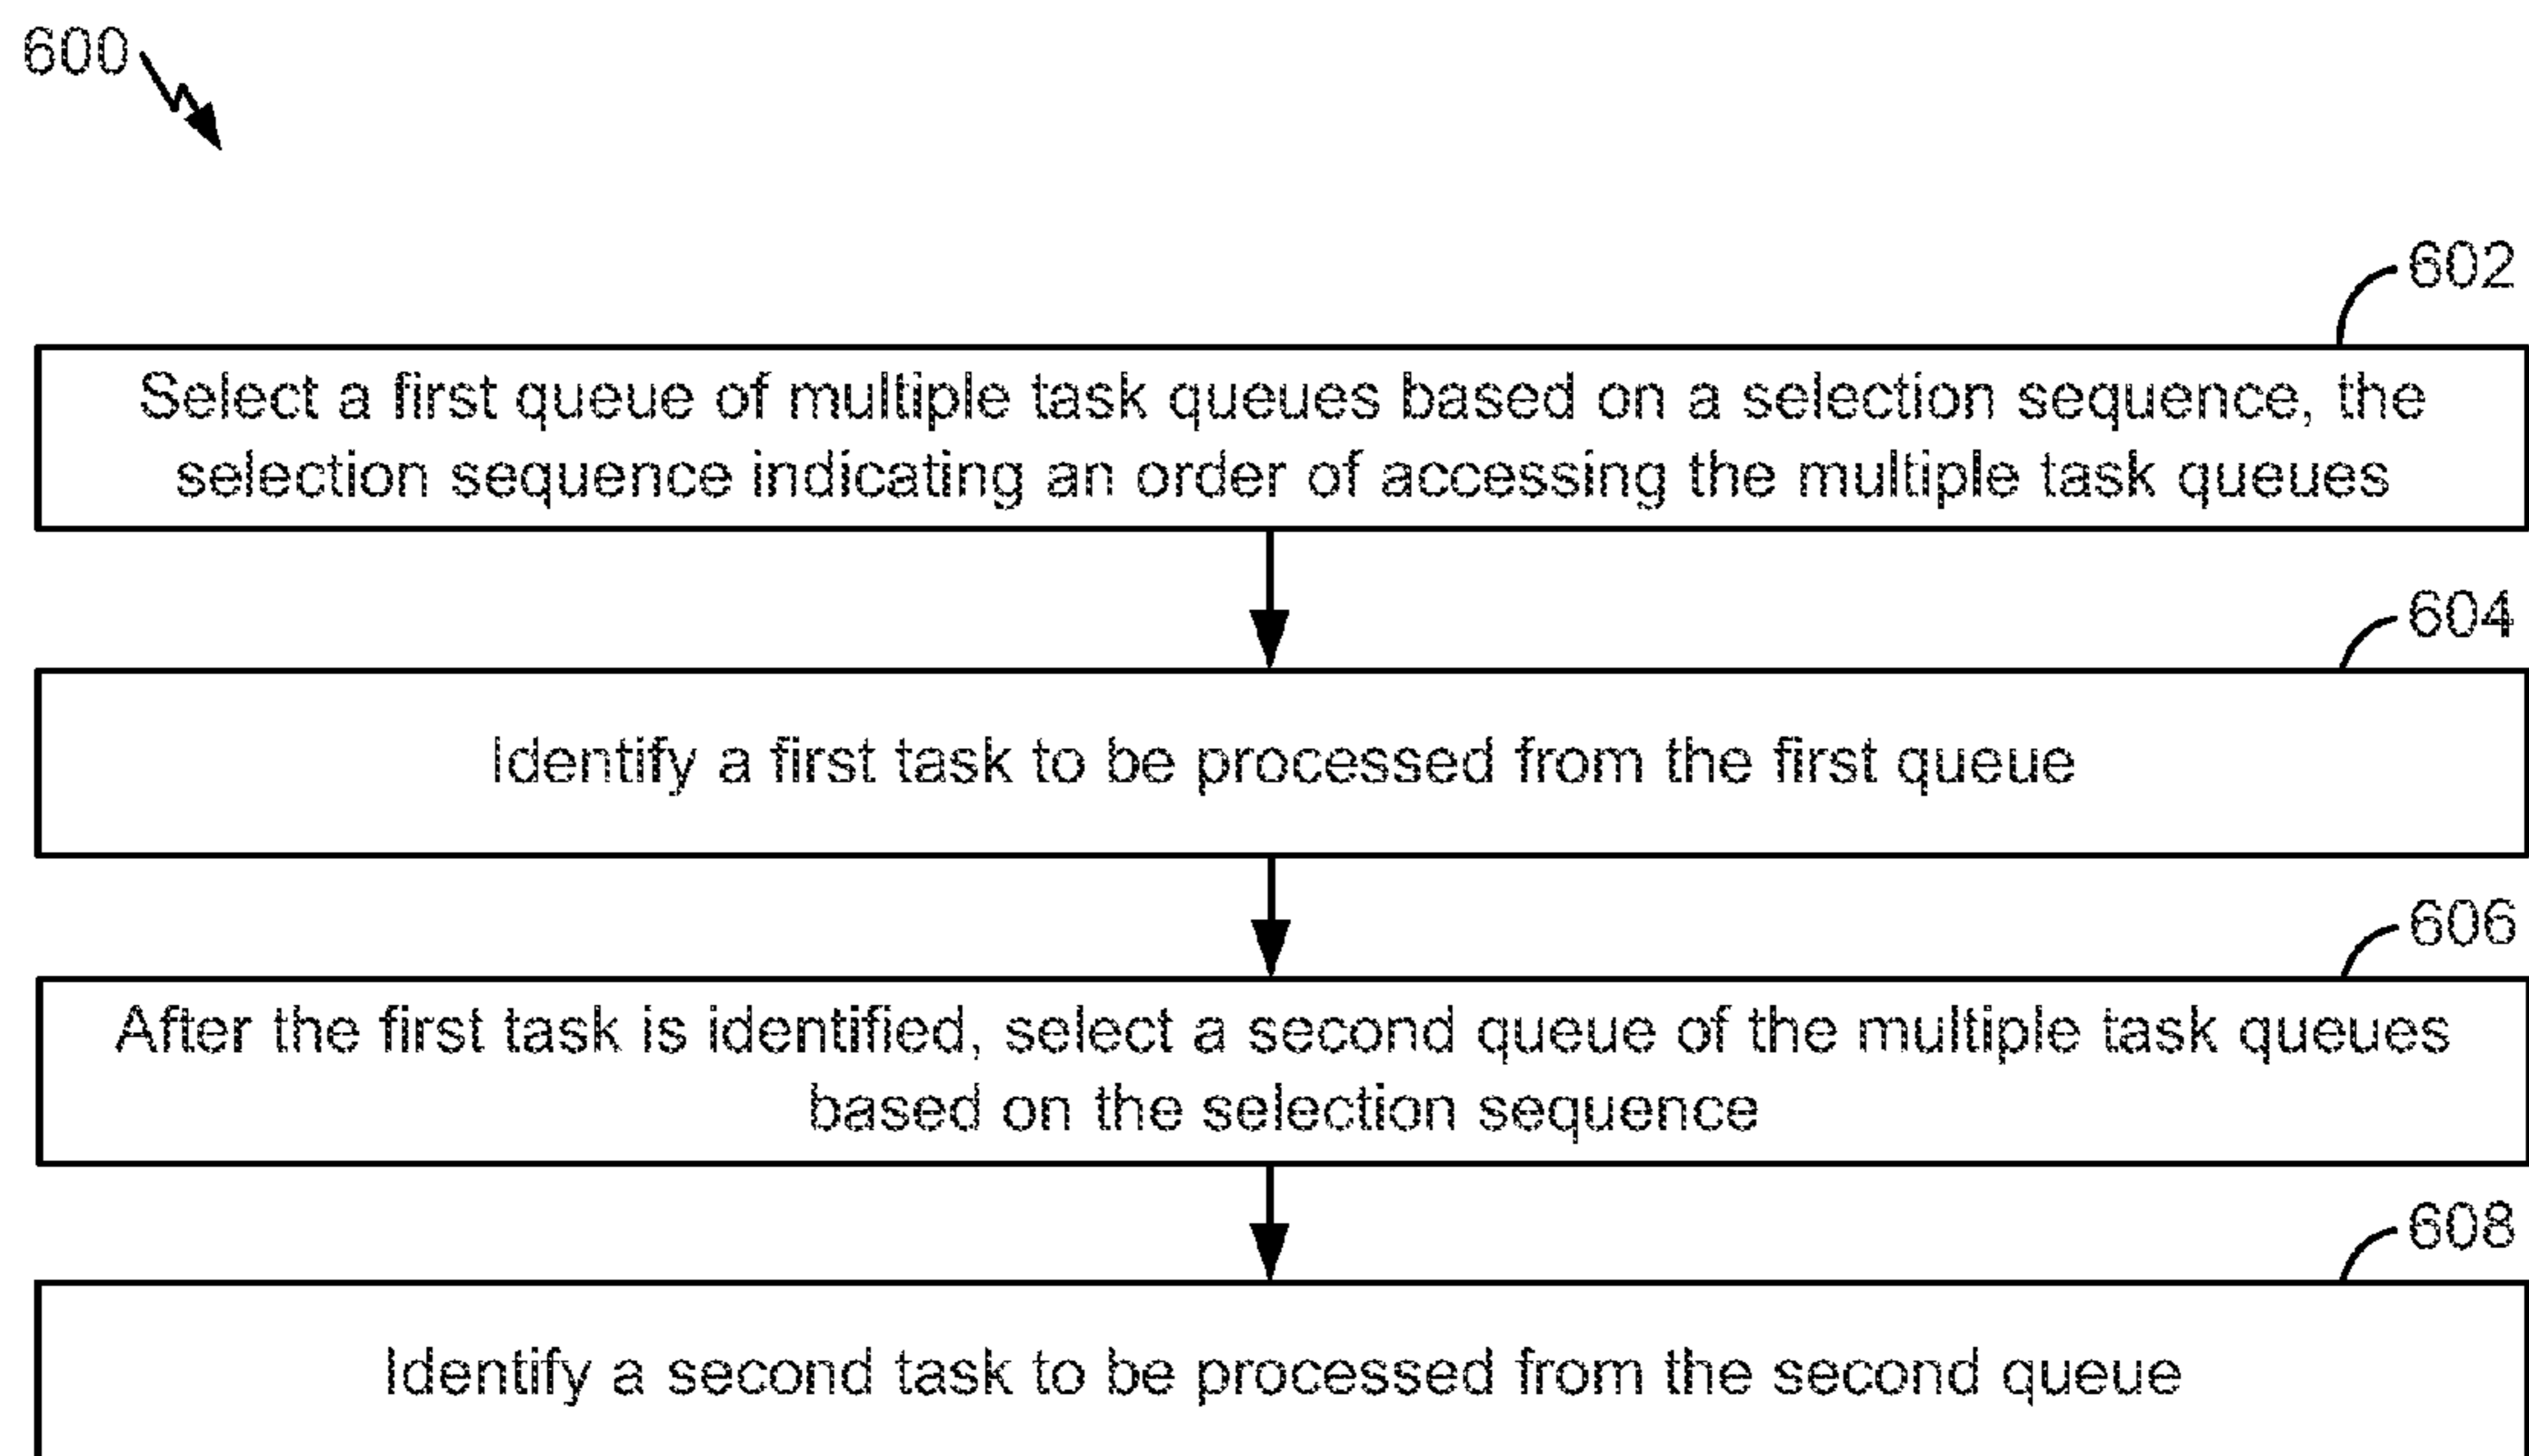 600
602
Select a first queue of multiple task queues based on a selection sequence, the
selection sequence indicating an order of accessing the multiple task queues
604
Identify a first task to be processed from the first queue
606
After the first task is identified, select a second queue of the multiple task queues
based on the selection sequence
608
Identify a second task to be processed from the second queue